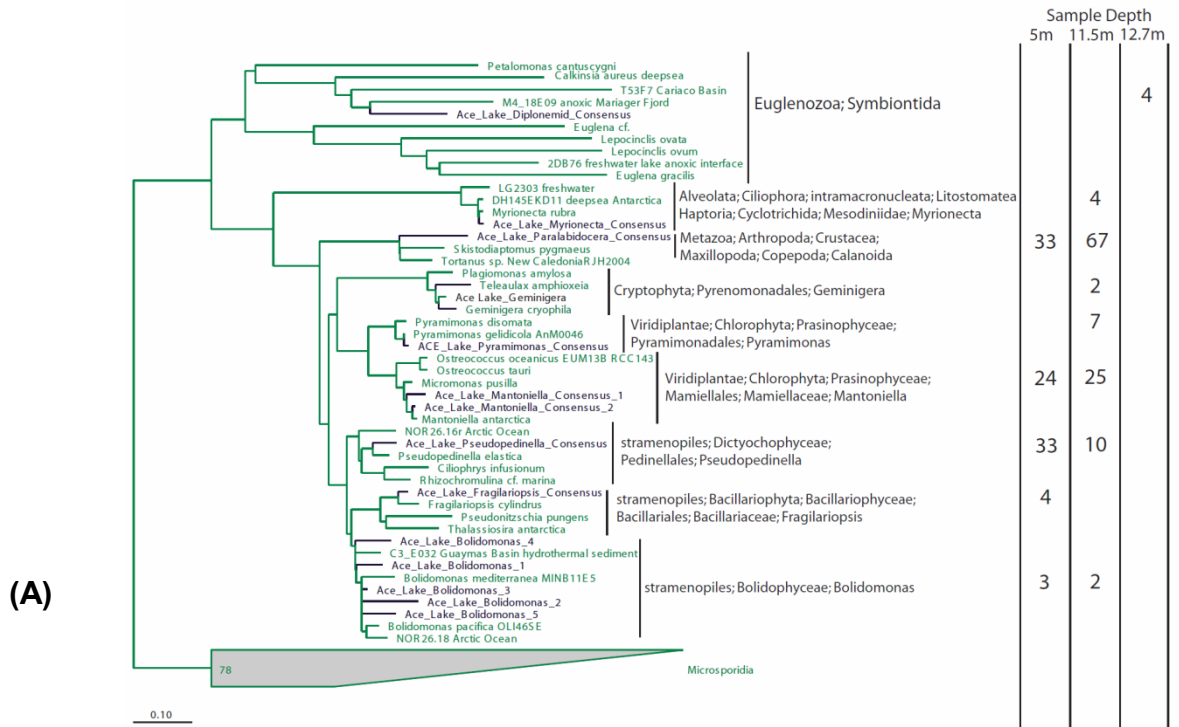 Sample Depth
5m 11.5m 12.7m
Petalomonas cantuscygni
Calkinsia aureus deepsea
T53F7 Cariaco Basin
M4_18E09 anoxic Mariager Fjord
Ace_Lake_Diplonemid_Consensus
Euglena cf.
Lepocinclis ovata
Lepocinclis ovum
2DB76 freshwater lake anoxic interface
Euglena gracilis
Euglenozoa; Symbiontida
4
LG2303 freshwater
DH145EKD11 deepsea Antarctica
Myrionecta rubra
Ace_Lake_Myrionecta_Consensus
Alveolata; Ciliophora; intramacronucleata; Litostomatea
Haptoria; Cyclotrichida; Mesodiniidae; Myrionecta
4
Ace_Lake_Paralabidocera_Consensus
Skistodiaptomus pygmaeus
Tortanus sp. New CaledoniaRJH2004
Metazoa; Arthropoda; Crustacea;
Maxillopoda; Copepoda; Calanoida
33 67
Plagiomonas amylosa
Teleaulax amphioxeia
Ace Lake_Geminigera
Geminigera cryophila
Cryptophyta; Pyrenomonadales; Geminigera
2
Pyramimonas disomata
Pyramimonas gelidicola AnM0046
ACE_Lake_Pyramimonas_Consensus
Viridiplantae; Chlorophyta; Prasinophyceae;
Pyramimonadales; Pyramimonas
7
Ostreococcus oceanicus EUM13B RCC143
Ostreococcus tauri
Micromonas pusilla
Ace_Lake_Mantoniella_Consensus_1
Ace_Lake_Mantoniella_Consensus_2
Mantoniella antarctica
Viridiplantae; Chlorophyta; Prasinophyceae;
Mamiellales; Mamiellaceae; Mantoniella
24 25
NOR26.16r Arctic Ocean
Ace_Lake_Pseudopedinella_Consensus
Pseudopedinella elastica
Ciliophrys infusionum
Rhizochromulina cf. marina
stramenopiles; Dictyochophyceae;
Pedinellales; Pseudopedinella
33 10
Ace_Lake_Fragilariopsis_Consensus
Fragilariopsis cylindrus
Pseudonitzschia pungens
Thalassiosira antarctica
stramenopiles; Bacillariophyta; Bacillariophyceae;
Bacillariales; Bacillariaceae; Fragilariopsis
4
Ace_Lake_Bolidomonas_4
C3_E032 Guaymas Basin hydrothermal sediment
Ace_Lake_Bolidomonas_1
Bolidomonas mediterranea MINB11E5
Ace_Lake_Bolidomonas_3
Ace_Lake_Bolidomonas_2
Ace_Lake_Bolidomonas_5
Bolidomonas pacifica OLI46SE
NOR26.18 Arctic Ocean
stramenopiles; Bolidophyceae; Bolidomonas
3 2
(A)
78
Microsporidia
0.10